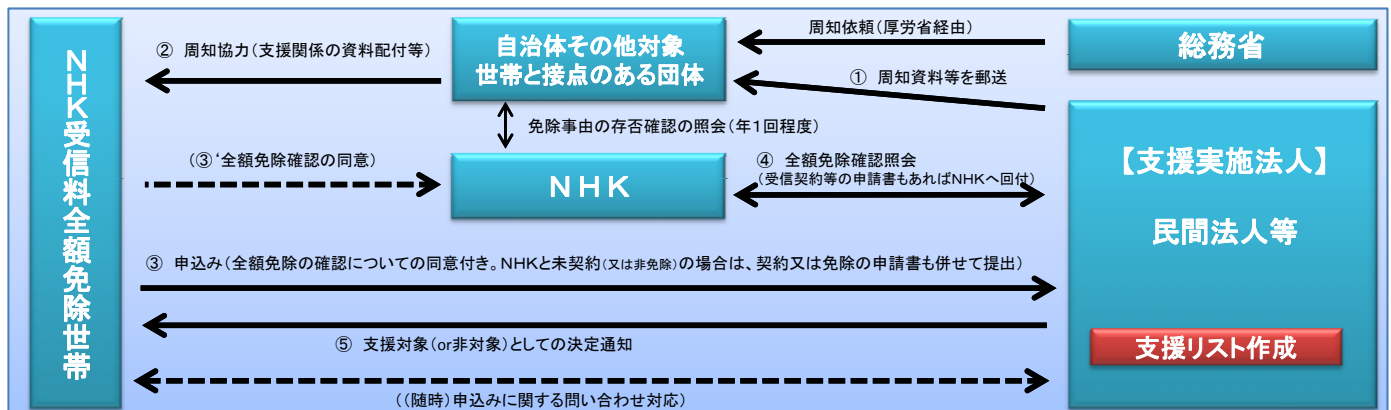 NHK受信料全額免除世帯
② 周知協力(支援関係の資料配付等)
自治体その他対象
世帯と接点のある団体
周知依頼(厚労省経由)
総務省
① 周知資料等を郵送
免除事由の存否確認の照会(年1回程度)
(③‘全額免除確認の同意)
NHK
④ 全額免除確認照会
(受信契約等の申請書もあればNHKへ回付)
【支援実施法人】
民間法人等
③ 申込み(全額免除の確認についての同意付き。NHKと未契約(又は非免除)の場合は、契約又は免除の申請書も併せて提出)
⑤ 支援対象(or非対象)としての決定通知
支援リスト作成
((随時)申込みに関する問い合わせ対応)